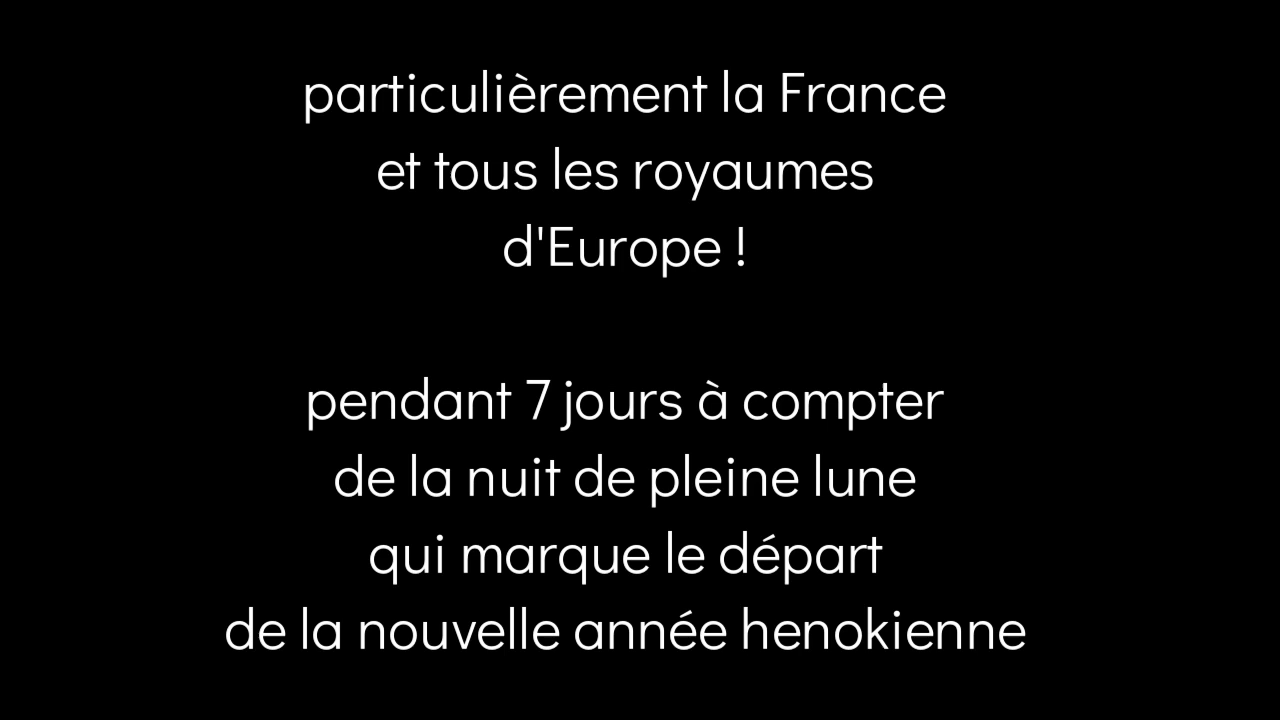 particulièrement la France
et tous les royaumes
d'Europe !
pendant 7 jours à compter
de la nuit de pleine lune
qui marque le départ
de la nouvelle année henokienne